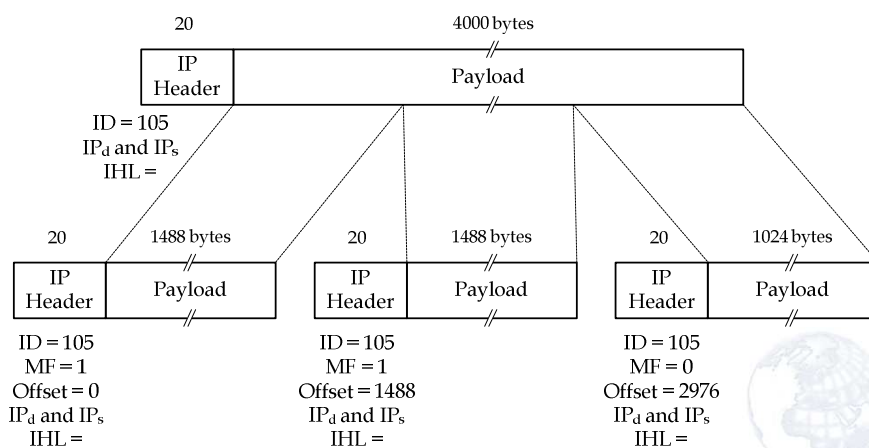 20 4000 bytes
IP
Header
Payload
ID = 105
IPd and IPs
IHL =
20 1488 bytes
IP
Header
Payload
ID = 105
MF = 1
Offset = 0
IPd and IPs
IHL =
20 1488 bytes
IP
Header
Payload
ID = 105
MF = 1
Offset = 1488
IPd and IPs
IHL =
20 1024 bytes
IP
Header
Payload
ID = 105
MF = 0
Offset = 2976
IPd and IPs
IHL =